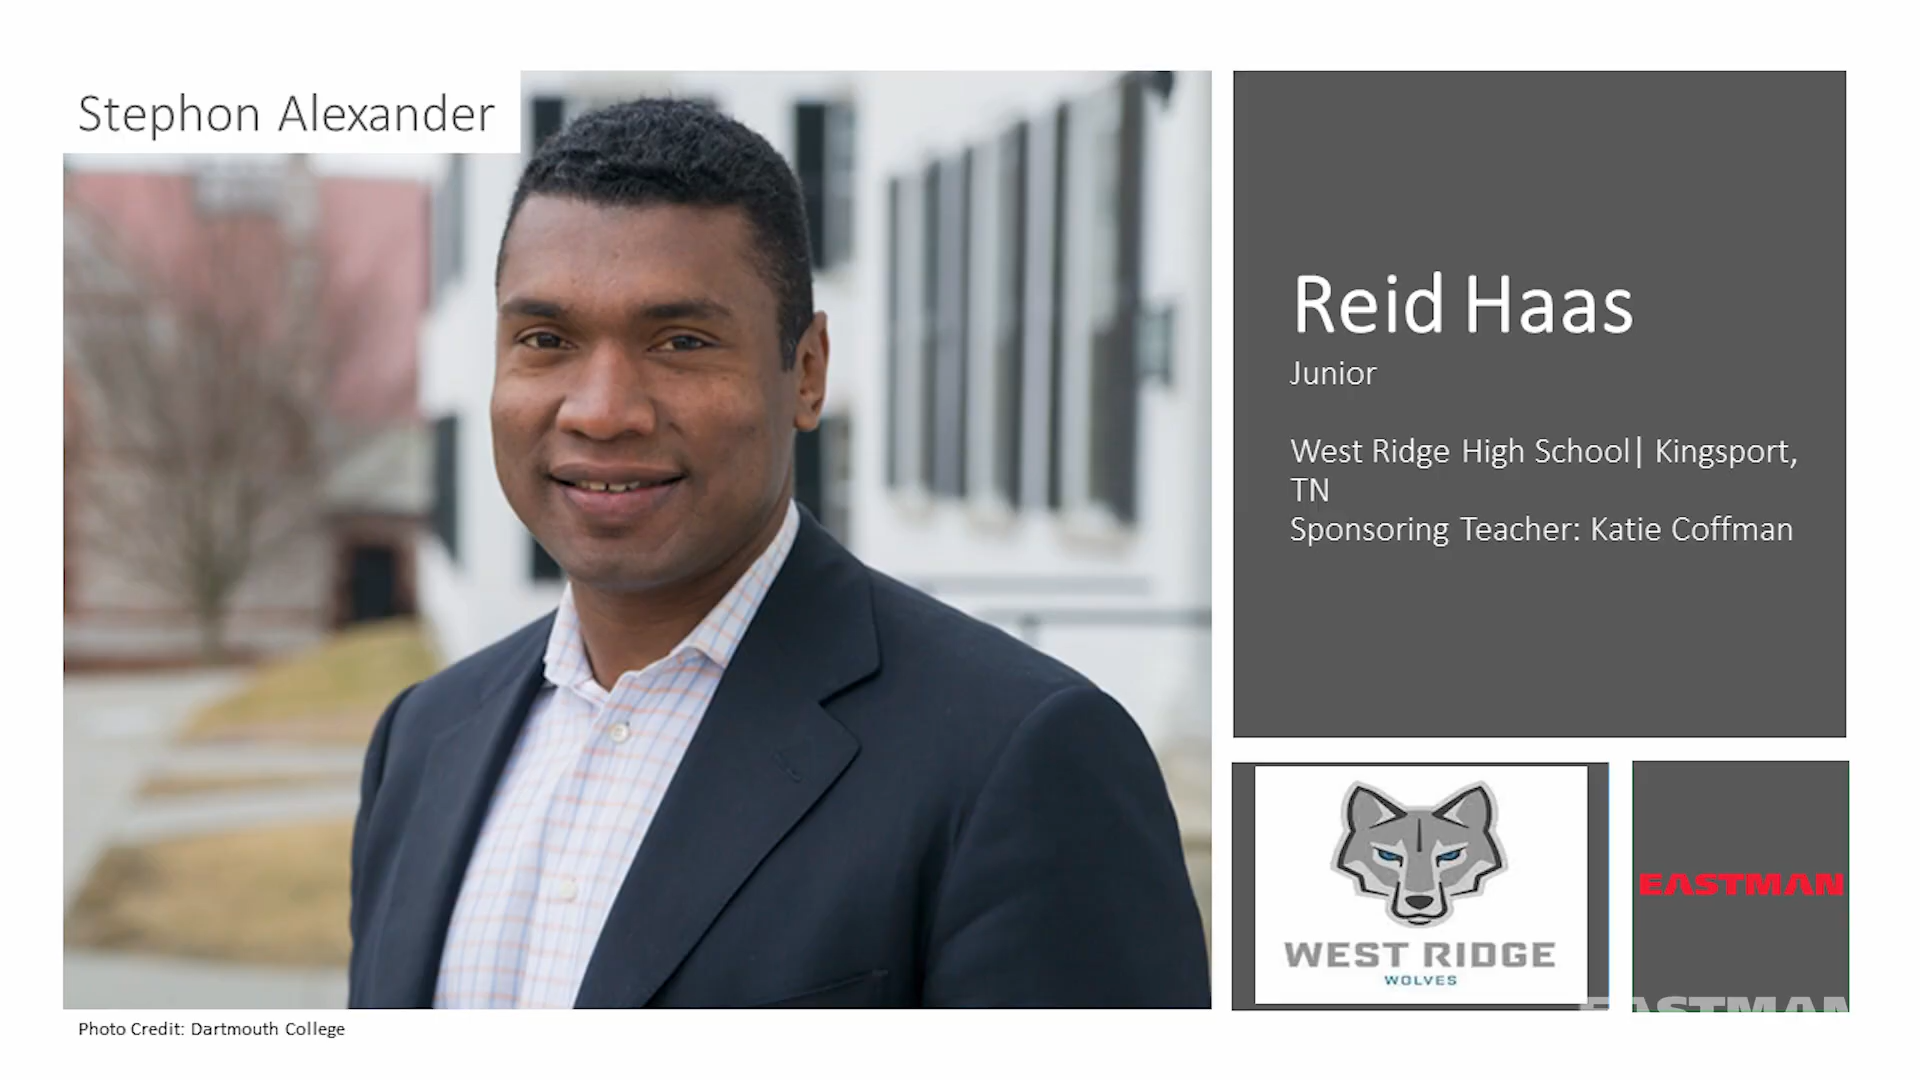 Stephon Alexander
Reid Haas
Junior
West Ridge High School| Kingsport,
TN
Sponsoring Teacher: Katie Coffman
WEST RIDGE
WOLVES
EASTMAN
EASTMAN
Photo Credit: Dartmouth College